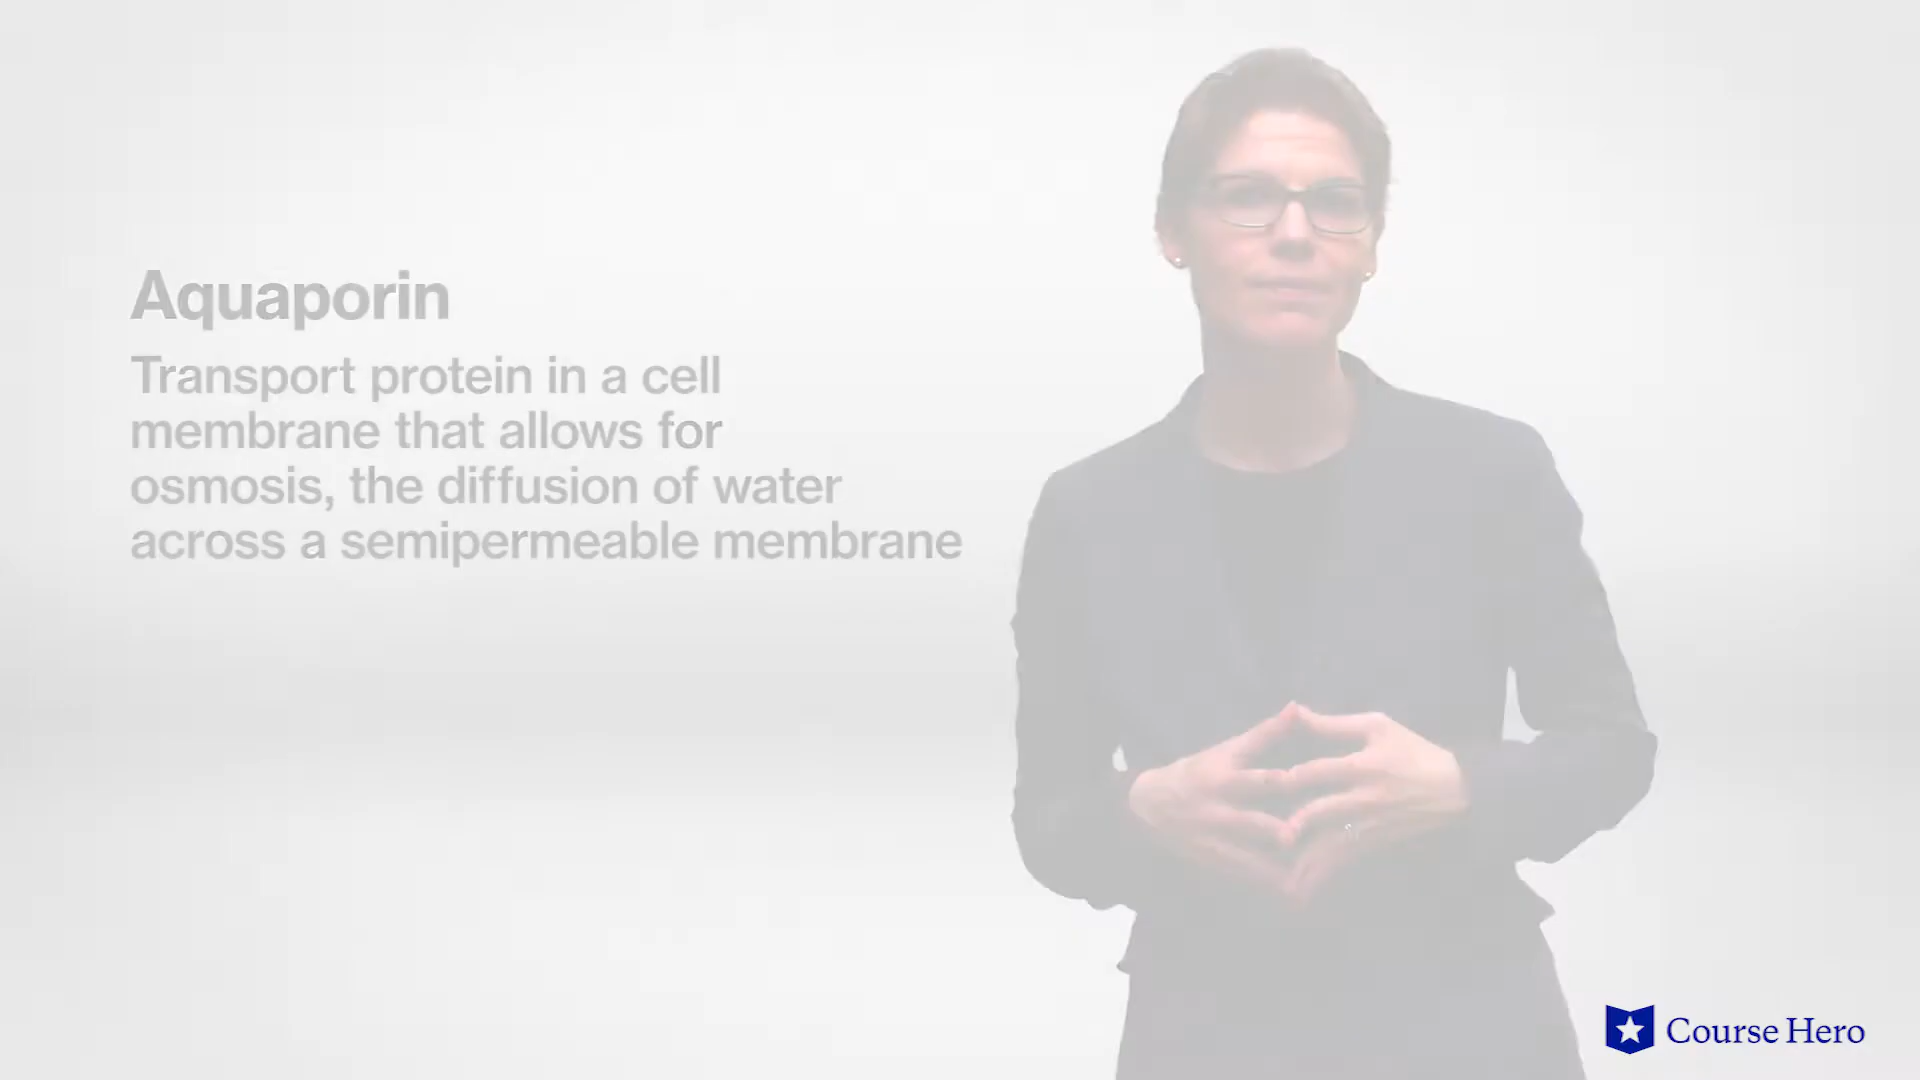 Aquaporin
Transport protein in a cell
membrane that allows for
osmosis, the diffusion of water
across a semipermeable membrane
Course Hero